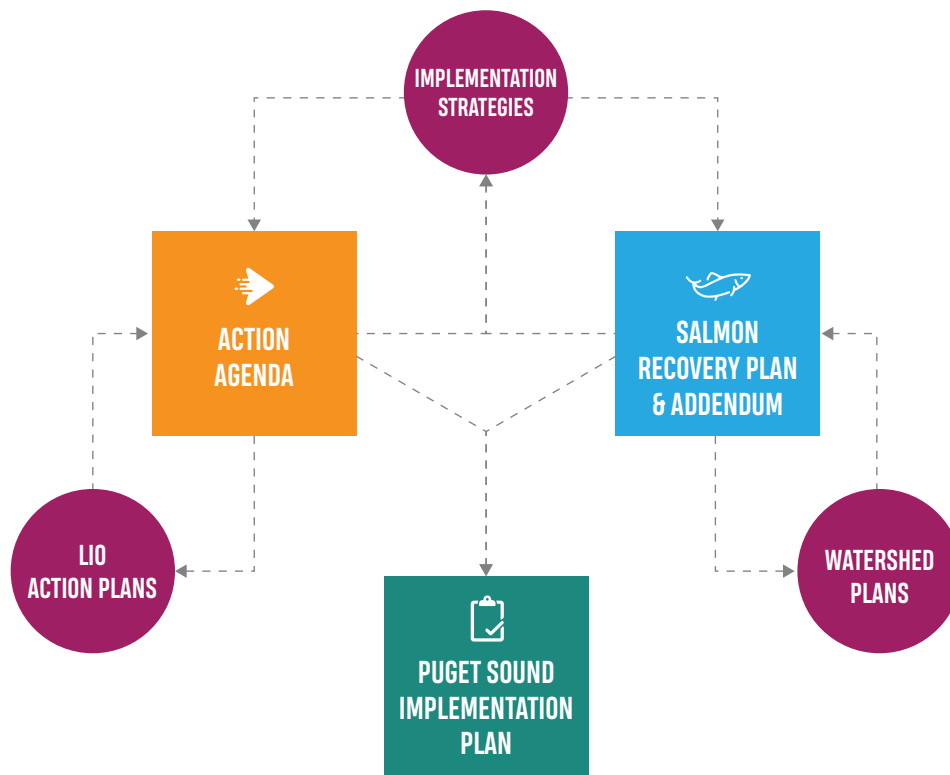 IMPLEMENTATION
STRATEGIES
ACTION
AGENDA
SALMON
RECOVERY PLAN
& ADDENDUM
LIO
ACTION PLANS
WATERSHED
PLANS
PUGET SOUND
IMPLEMENTATION
PLAN